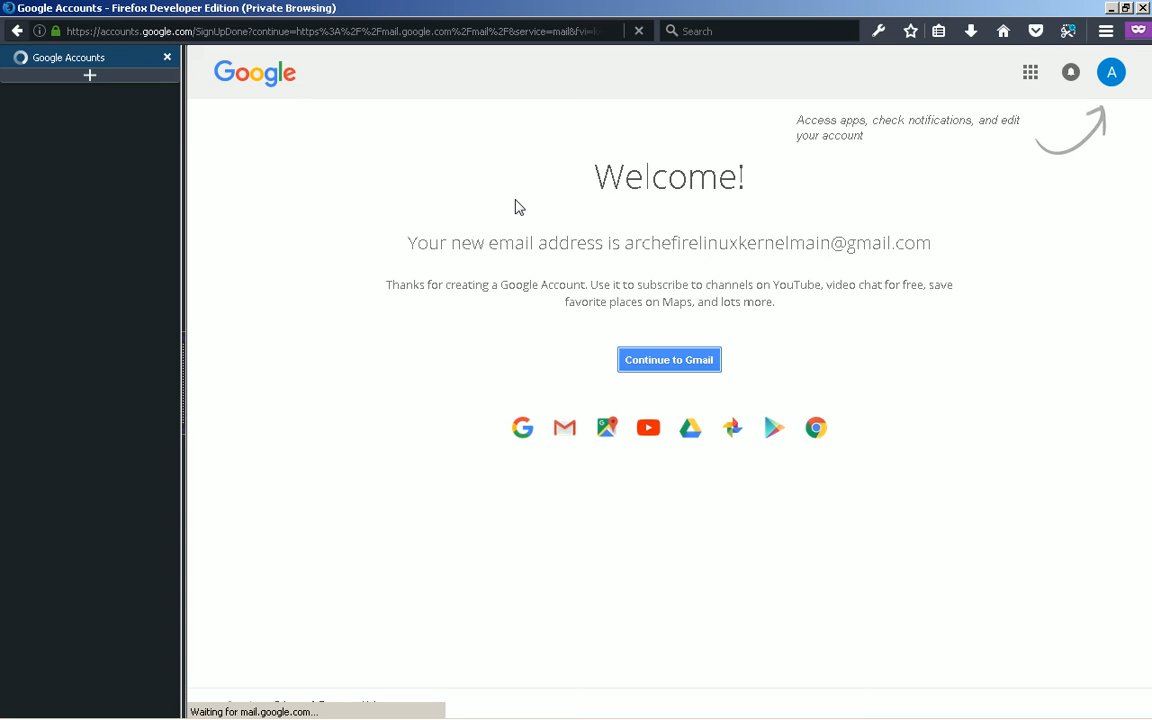 Google Accounts - Firefox Developer Edition (Private Browsing)
https://accounts.google.com/SignUpDone?continue=https%3A%2F%2Fmail.google.com%2Fmail%2F&service=mail&fvi=
Search
Google Accounts
Google
A
Access apps, check notifications, and edit
your account
Welcome!
Your new email address is archefirelinuxkernelmain@gmail.com
Thanks for creating a Google Account. Use it to subscribe to channels on YouTube, video chat for free, save
favorite places on Maps, and lots more.
Continue to Gmail
Waiting for mail.google.com...